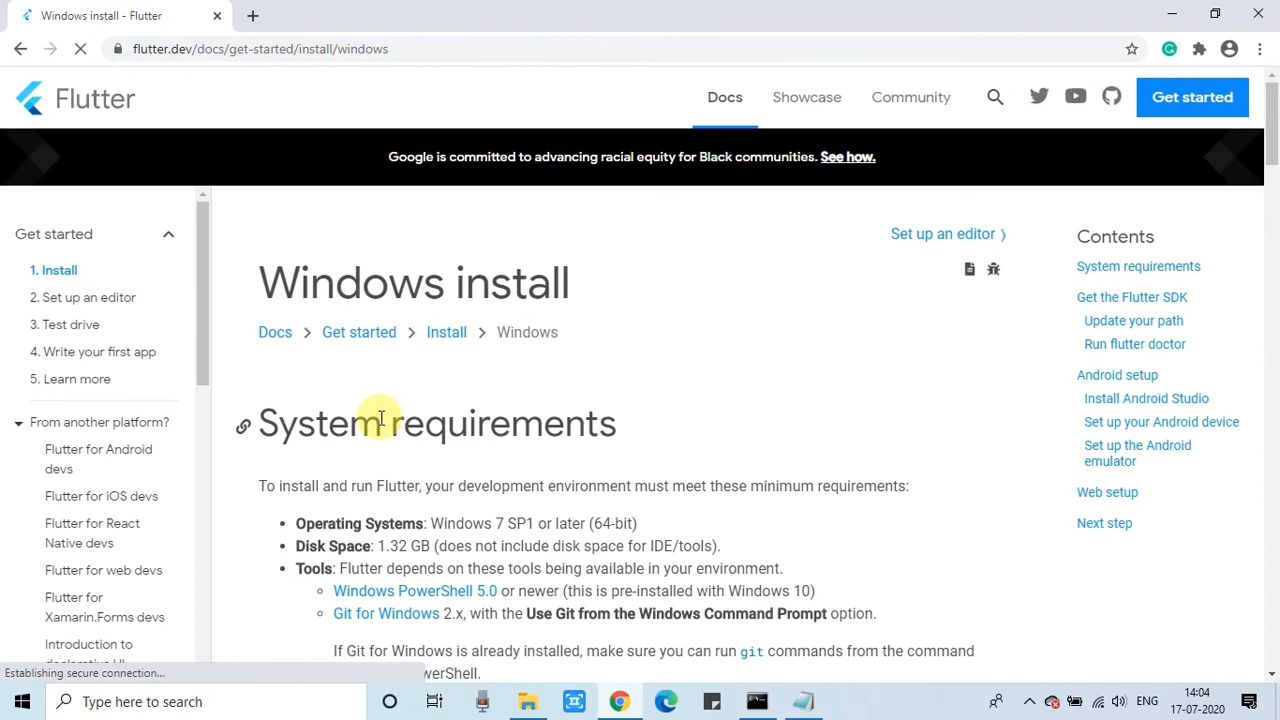 Windows install - Flutter
flutter.dev/docs/get-started/install/windows
Flutter
Docs
Showcase
Community
Get started
Google is committed to advancing racial equity for Black communities. See how.
Get started
1. Install
2. Set up an editor
3. Test drive
4. Write your first app
5. Learn more
From another platform?
Flutter for Android
devs
Flutter for iOS devs
Flutter for React
Native devs
Flutter for web devs
Flutter for
Xamarin.Forms devs
Introduction to
Set up an editor
Windows install
Docs
Get started
Install
Windows
System requirements
To install and run Flutter, your development environment must meet these minimum requirements:
• Operating Systems: Windows 7 SP1 or later (64-bit)
• Disk Space: 1.32 GB (does not include disk space for IDE/tools).
• Tools: Flutter depends on these tools being available in your environment.
Windows PowerShell 5.0 or newer (this is pre-installed with Windows 10)
Git for Windows 2.x, with the Use Git from the Windows Command Prompt option.
If Git for Windows is already installed, make sure you can run git commands from the command
werShell.
Contents
System requirements
Get the Flutter SDK
Update your path
Run flutter doctor
Android setup
Install Android Studio
Set up your Android device
Set up the Android
emulator
Web setup
Next step
Establishing secure connection...
Type here to search
ENG
14:04
17-07-2020